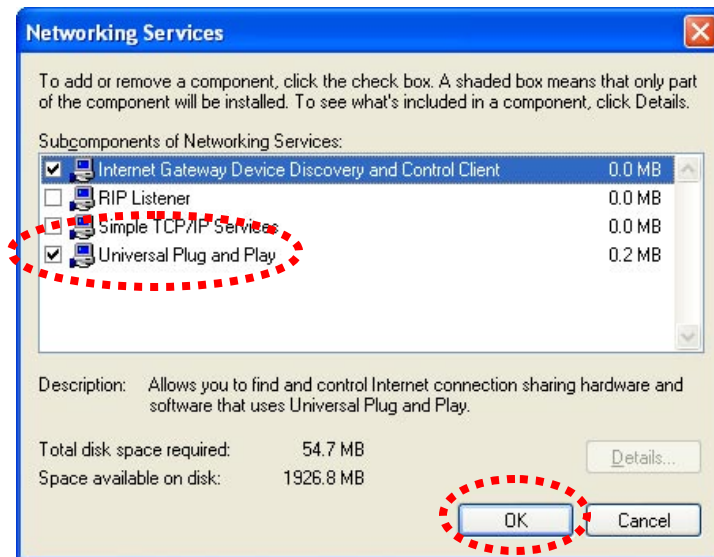 Networking Services
To add or remove a component, click the check box. A shaded box means that only part
of the component will be installed. To see what's included in a component, click Details.
Subcomponents of Networking Services:
Internet Gateway Device Discovery and Control Client 0.0 MB
RIP Listener 0.0 MB
Simple TCP/IP Services 0.0 MB
Universal Plug and Play 0.2 MB
Description: Allows you to find and control Internet connection sharing hardware and
software that uses Universal Plug and Play.
Total disk space required: 54.7 MB
Details...
Space available on disk: 1926.8 MB
OK Cancel